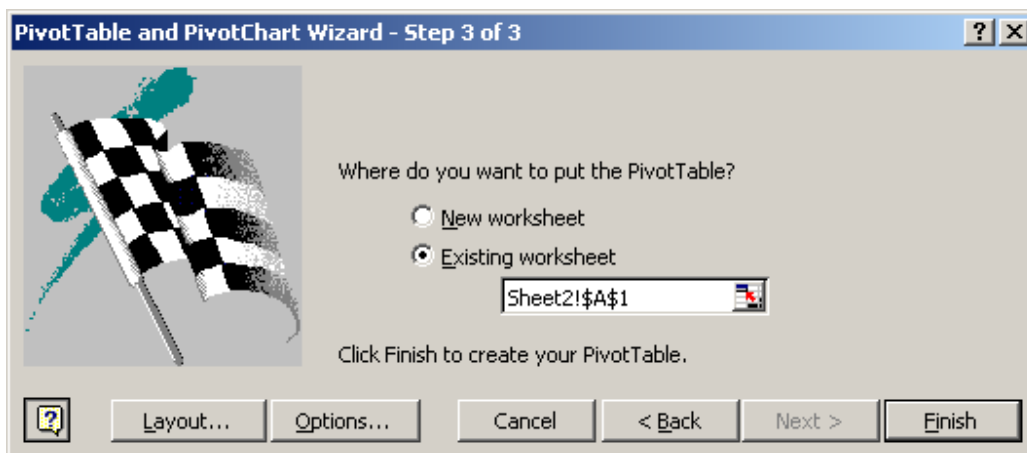 PivotTable and PivotChart Wizard - Step 3 of 3
Where do you want to put the PivotTable?
New worksheet
Existing worksheet
Sheet2!$A$1
Click Finish to create your PivotTable.
Layout... Options... Cancel < Back Next > Finish